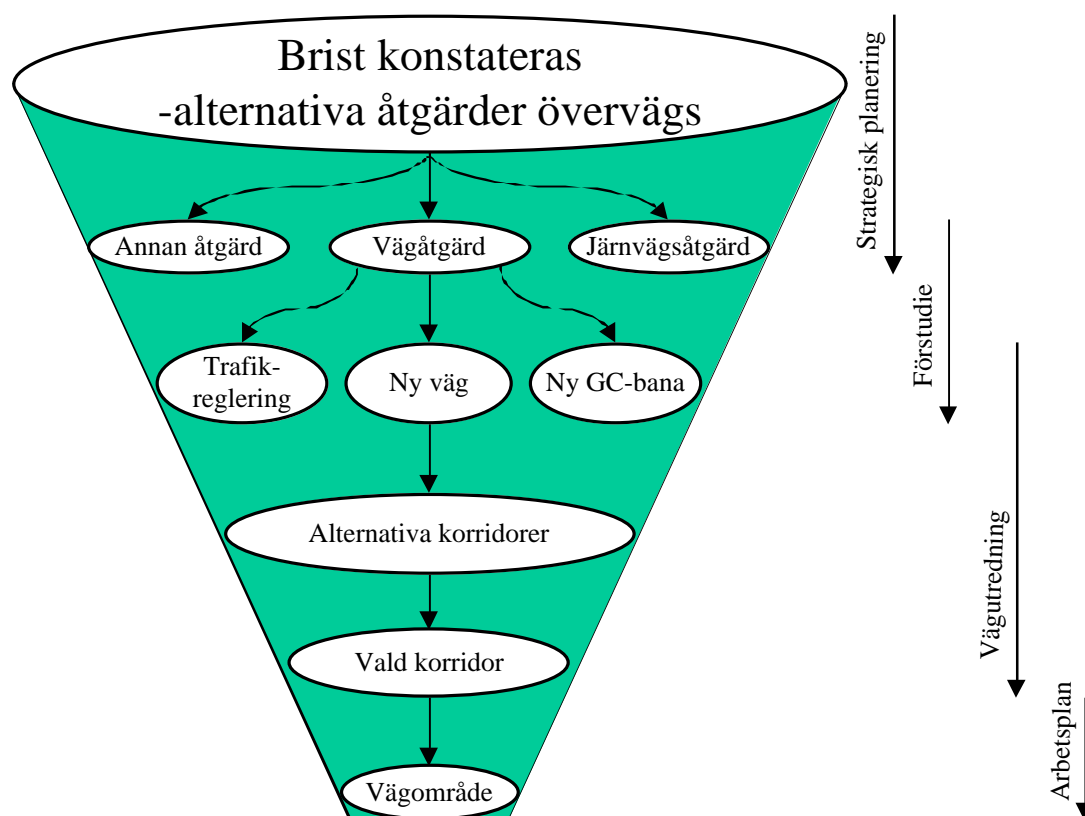 Brist konstateras
-alternativa åtgärder övervägs
Annan åtgärd
Vägåtgärd
Järnvägsåtgärd
Trafik-
reglering
Ny väg
Ny GC-bana
Alternativa korridorer
Vald korridor
Vägområde
Strategisk planering
Förstudie
Vägutredning
Arbetsplan